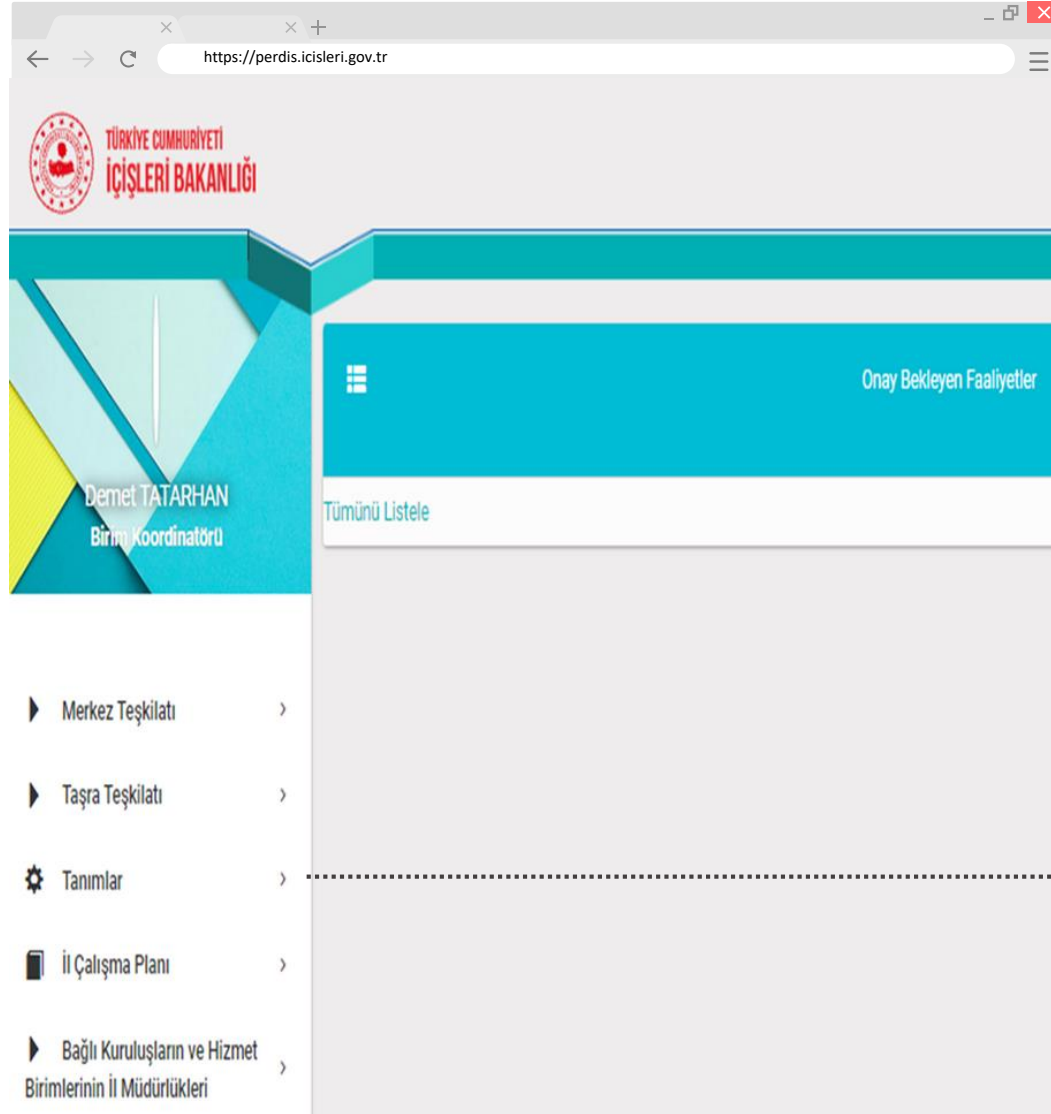 https://perdis.icisleri.gov.tr
TÜRKİYE CUMHURİYETİ
İÇİŞLERİ BAKANLIĞI
Onay Bekleyen Faaliyetler
Demet TATARHAN
Birim Koordinatörü
Tümünü Listele
Merkez Teşkilatı
Taşra Teşkilatı
Tanımlar
İl Çalışma Planı
Bağlı Kuruluşların ve Hizmet
Birimlerinin İl Müdürlükleri